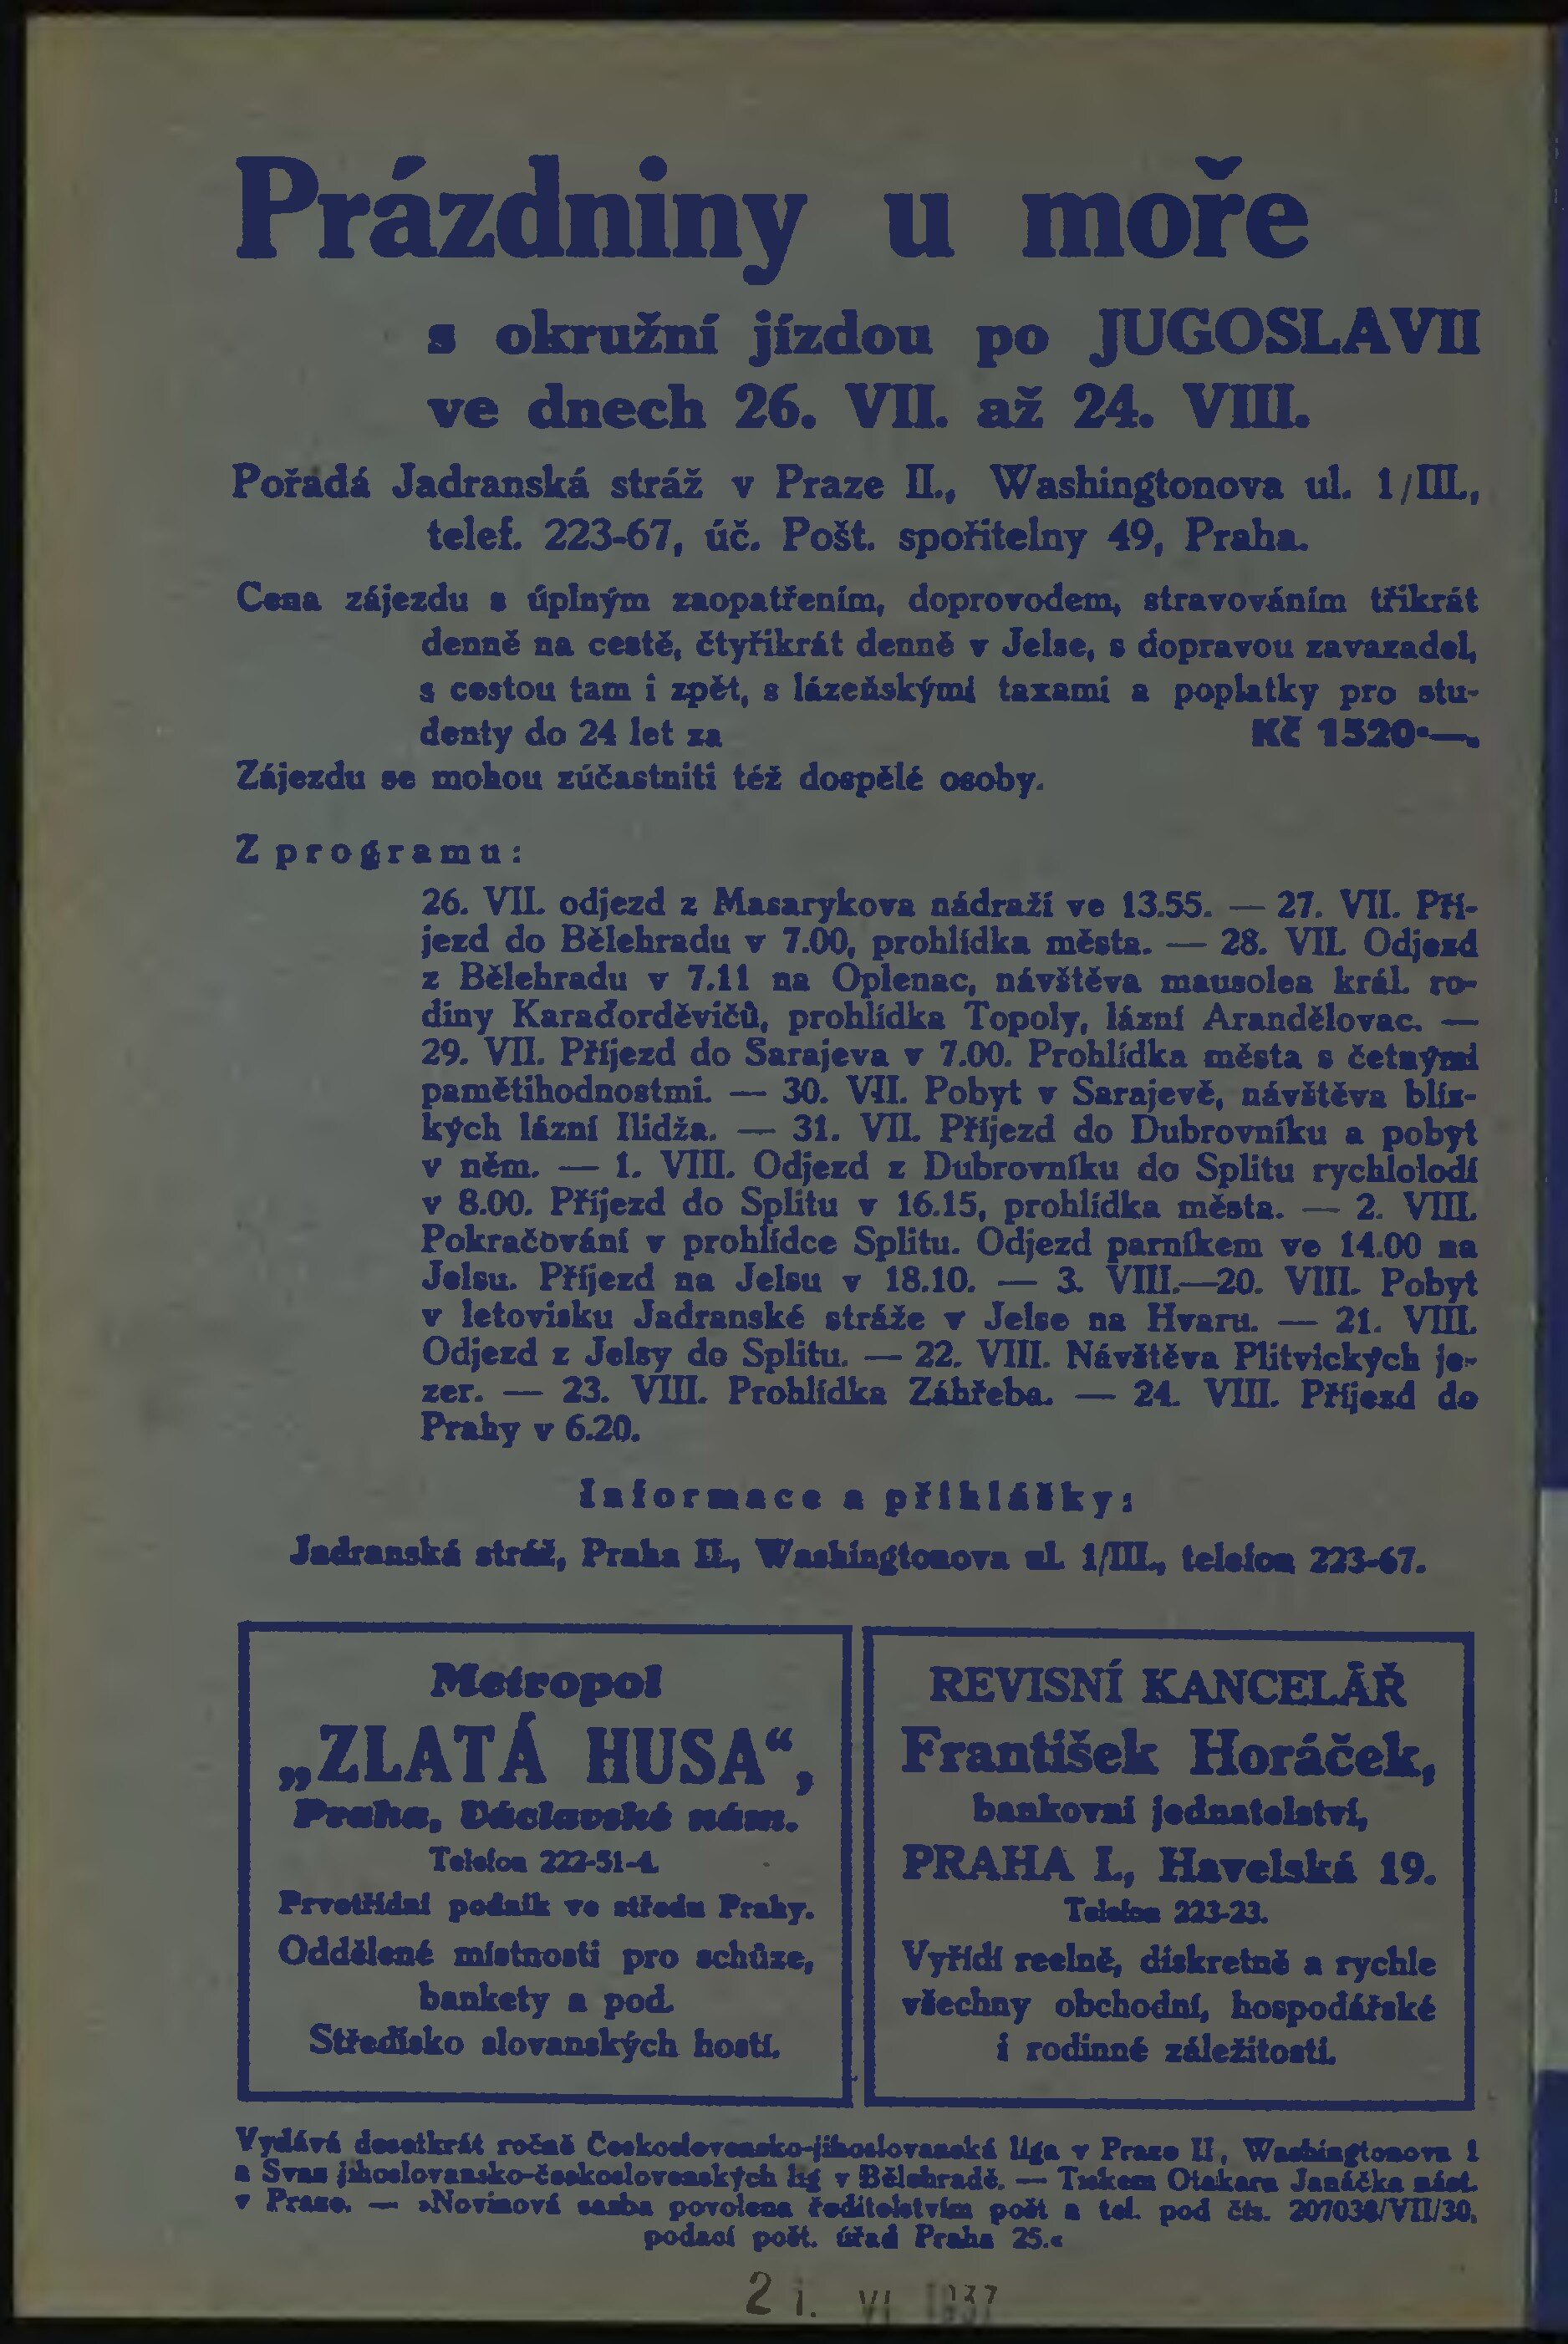 Prázdniny u moře
s okružní jízdou po JUGOSLAVII
ve dnech 26. VII. až 24. VIII.
Pořádá Jadranská stráž v Praze II., Washingtonova ul. 1/III.,
telef. 223-67, úč. Pošt. spořitelny 49, Praha.
Cena zájezdu s úplným zaopatřením, doprovodem, stravováním třikrát
denně na cestě, čtyřikrát denně v Jelse, s dopravou zavazadel,
s cestou tam i zpět, s lázeňskými taxami a poplatky pro stu-
denty do 24 let za Kč 1520·—.
Zájezdu se mohou zúčastniti též dospělé osoby.
Z programu:
26. VII. odjezd z Masarykova nádraží ve 13.55. — 27. VII. Pří-
jezd do Bělehradu v 7.00, prohlídka města. — 28. VII. Odjezd
z Bělehradu v 7.11 na Oplenac, návštěva mausolea král. ro-
diny Karaďorděvičů, prohlídka Topoly, lázní Arandělovac. —
29. VII. Příjezd do Sarajeva v 7.00. Prohlídka města s četnými
pamětihodnostmi. — 30. VII. Pobyt v Sarajevě, návštěva blíz-
kých lázní Ilidža. — 31. VII. Příjezd do Dubrovníku a pobyt
v něm. — 1. VIII. Odjezd z Dubrovníku do Splitu rychlolodí
v 8.00. Příjezd do Splitu v 16.15, prohlídka města. — 2. VIII.
Pokračování v prohlídce Splitu. Odjezd parníkem ve 14.00 na
Jelsu. Příjezd na Jelsu v 18.10. — 3. VIII.—20. VIII. Pobyt
v letovisku Jadranské stráže v Jelse na Hvaru. — 21. VIII.
Odjezd z Jelsy do Splitu. — 22. VIII. Návštěva Plitvických je-
zer. — 23. VIII. Prohlídka Záhřeba. — 24. VIII. Příjezd do
Prahy v 6.20.
Informace a přihlášky:
Jadranská stráž, Praha II., Washingtonova ul. 1/III., telefon 223-67.
Metropol
„ZLATÁ HUSA“,
Praha, Václavské nám.
Telefon 222-51-4.
Prvotřídní podnik ve středu Prahy.
Oddělené místnosti pro schůze,
bankety a pod.
Středisko slovanských hostí.
REVISNÍ KANCELÁŘ
František Horáček,
bankovní jednatelství,
PRAHA I., Havelská 19.
Telefon 223-23.
Vyřídí reelně, diskretně a rychle
všechny obchodní, hospodářské
i rodinné záležitosti.
Vydává desetkrát ročně Československo-jihoslovanská liga v Praze II, Washingtonova 1
a Svaz jihoslovansko-československých lig v Bělehradě. — Tiskem Otakara Janáčka nást.
v Praze. — »Novinová sazba povolena ředitelstvím pošt a tel. pod čís. 207036/VII/30,
podací pošt. úřad Praha 25.«
21. VI. 1937